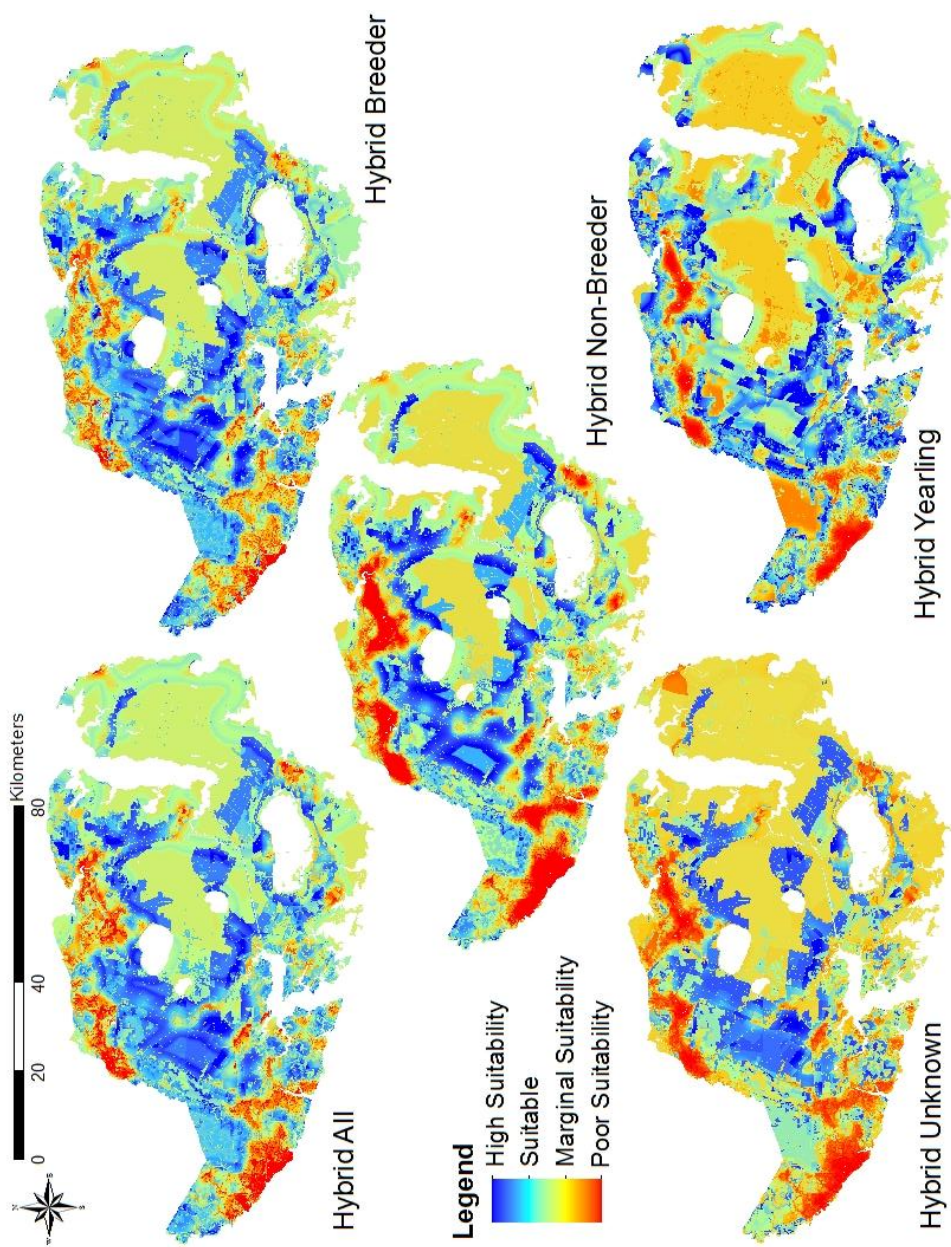 0 20 40 80
Kilometers
N
W
E
S
Hybrid All
Hybrid Breeder
Hybrid Non-Breeder
Legend
High Suitability
Suitable
Marginal Suitability
Poor Suitability
Hybrid Unknown
Hybrid Yearling